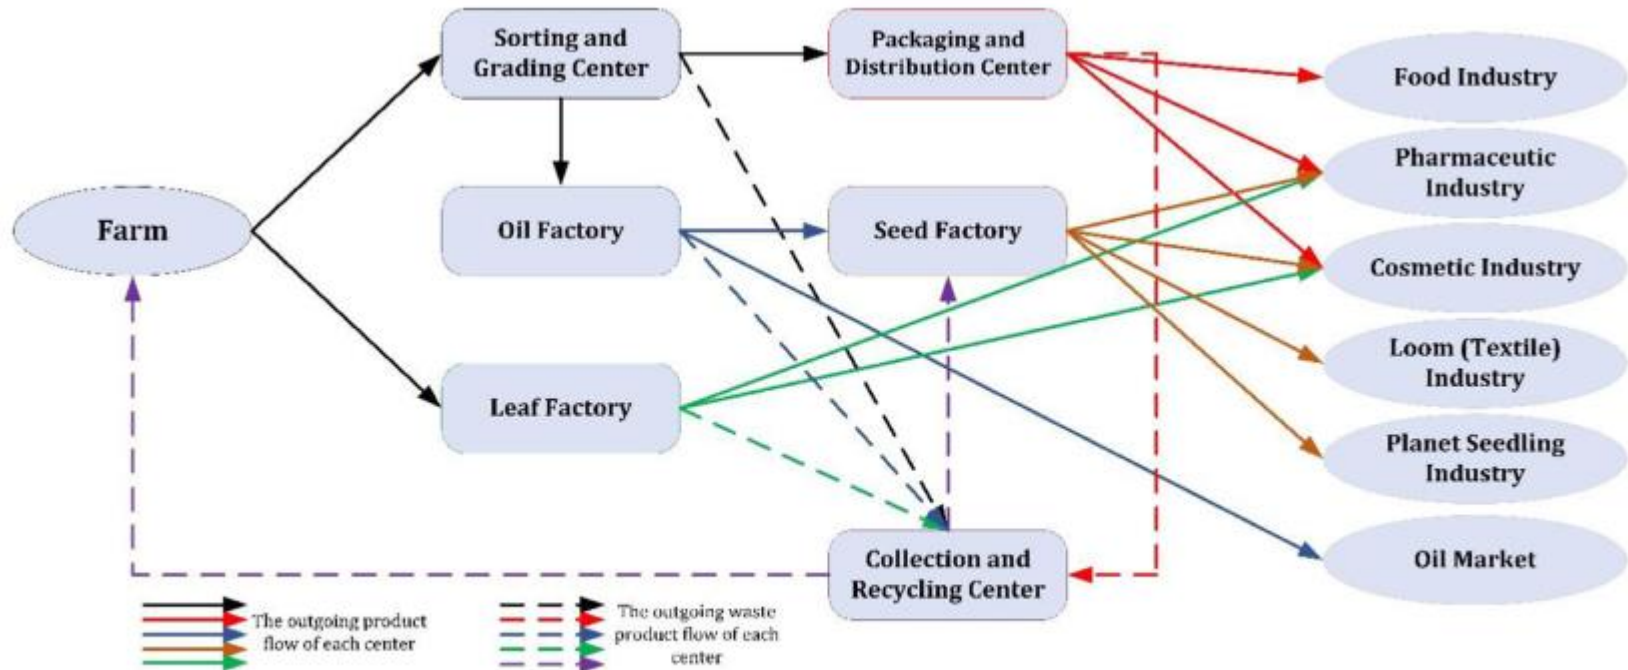 Sorting and
Grading Center
Packaging and
Distribution Center
Food Industry
Pharmaceutic
Industry
Farm
Oil Factory
Seed Factory
Cosmetic Industry
Loom (Textile)
Industry
Leaf Factory
Planet Seedling
Industry
Collection and
Recycling Center
Oil Market
The outgoing product
flow of each center
The outgoing waste
product flow of each
center